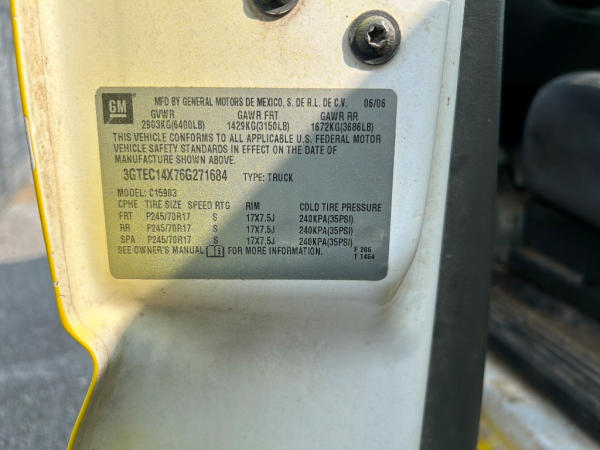 GM
MFD BY GENERAL MOTORS DE MEXICO, S. DE R.L. DE C.V. 06/06
GVWR GAWR FRT GAWR RR
2903KG(6400LB) 1429KG(3150LB) 1672KG(3686LB)
THIS VEHICLE CONFORMS TO ALL APPLICABLE U.S. FEDERAL MOTOR
VEHICLE SAFETY STANDARDS IN EFFECT ON THE DATE OF
MANUFACTURE SHOWN ABOVE.
3GTEC14X76G271684 TYPE: TRUCK
MODEL: C15903
CPHE TIRE SIZE SPEED RTG RIM COLD TIRE PRESSURE
FRT P245/70R17 S 17X7.5J 240KPA(35PSI)
RR P245/70R17 S 17X7.5J 240KPA(35PSI)
SPA P245/70R17 S 17X7.5J 240KPA(35PSI)
SEE OWNER'S MANUAL FOR MORE INFORMATION. F 266
T 1464